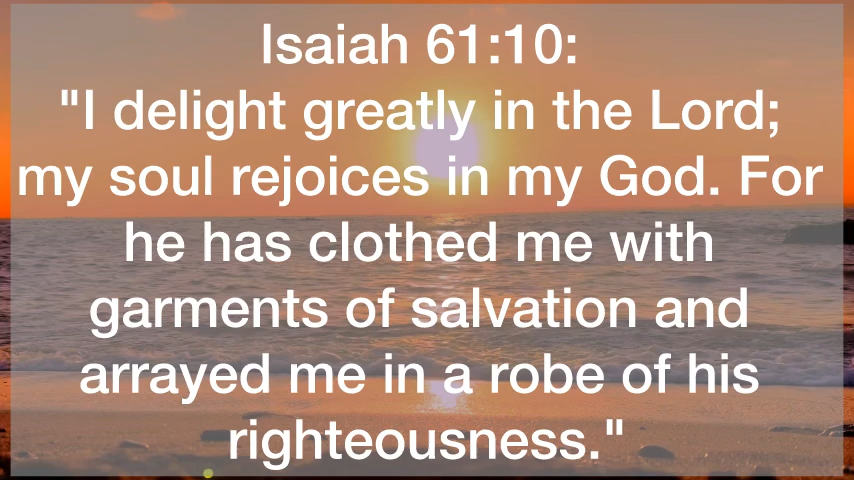 Isaiah 61:10:
"I delight greatly in the Lord;
my soul rejoices in my God. For
he has clothed me with
garments of salvation and
arrayed me in a robe of his
righteousness."